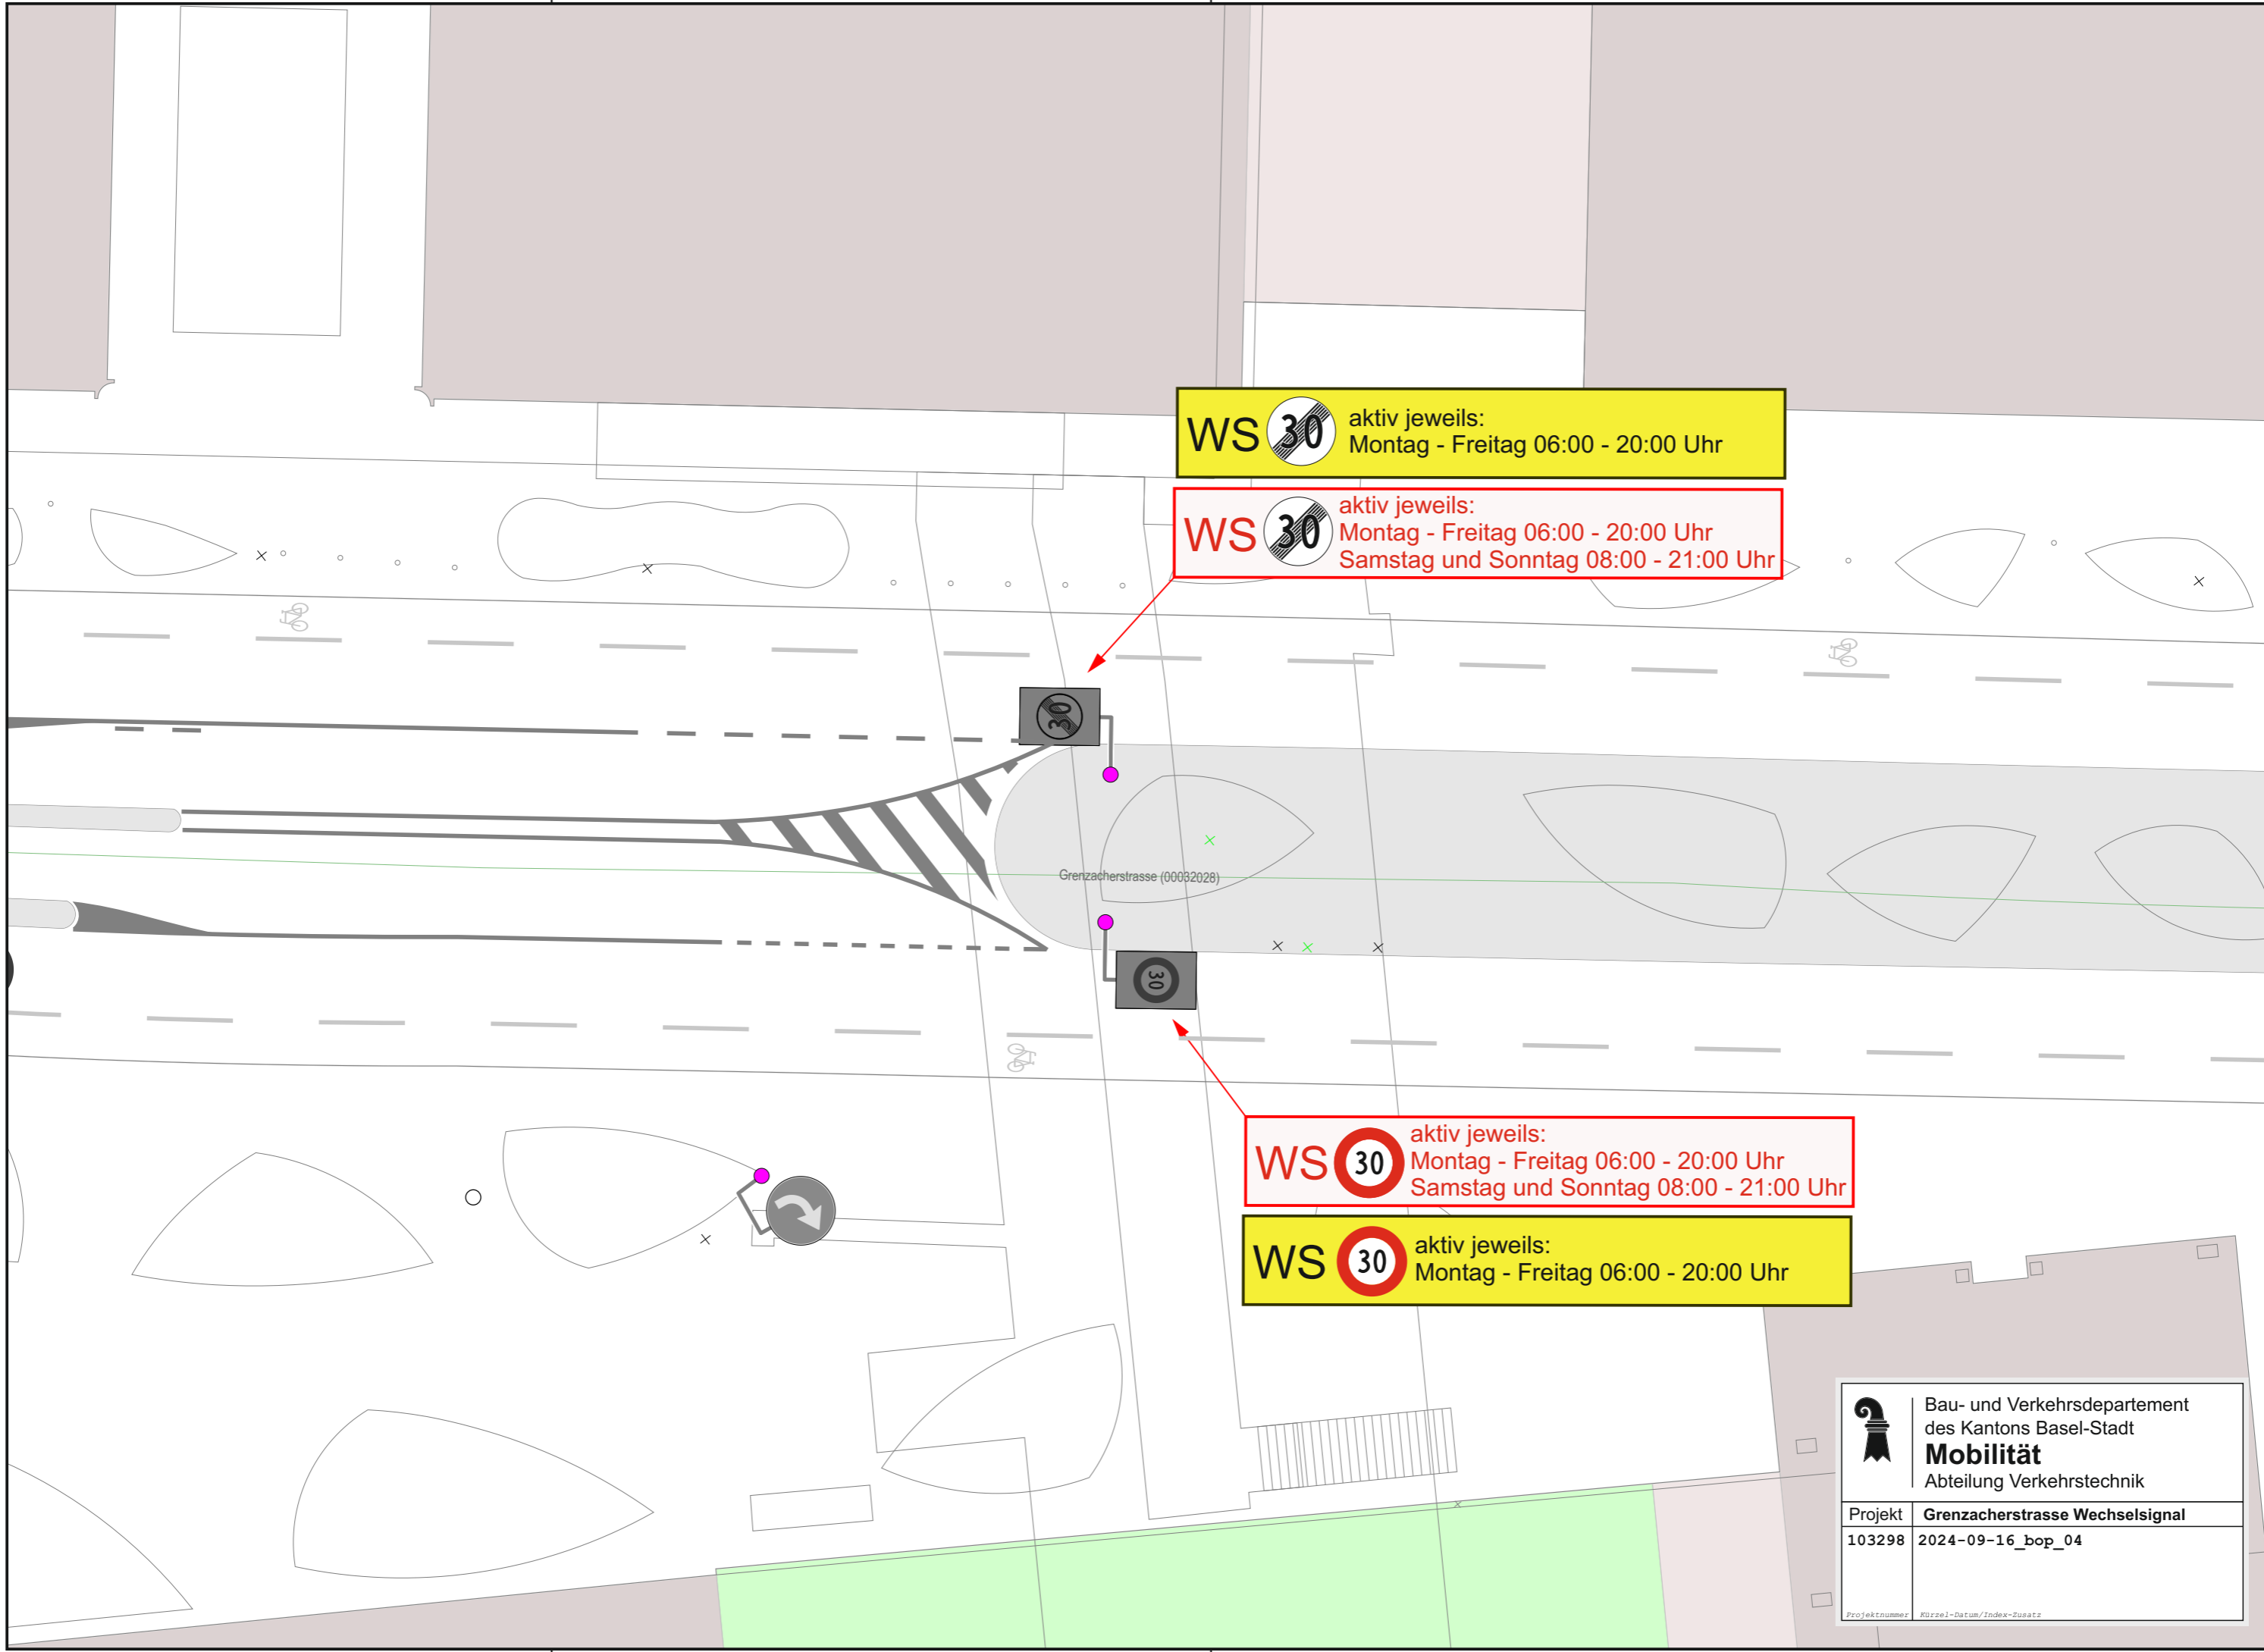 WS 30 aktiv jeweils:
Montag - Freitag 06:00 - 20:00 Uhr
WS 30 aktiv jeweils:
Montag - Freitag 06:00 - 20:00 Uhr
Samstag und Sonntag 08:00 - 21:00 Uhr
30
Grenzacherstrasse (00032028)
30
WS 30 aktiv jeweils:
Montag - Freitag 06:00 - 20:00 Uhr
Samstag und Sonntag 08:00 - 21:00 Uhr
WS 30 aktiv jeweils:
Montag - Freitag 06:00 - 20:00 Uhr
Bau- und Verkehrsdepartement
des Kantons Basel-Stadt
Mobilität
Abteilung Verkehrstechnik
Projekt Grenzacherstrasse Wechselsignal
103298 2024-09-16_bop_04
Projektnummer Kürzel-Datum/Index-Zusatz